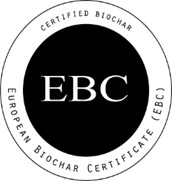 CERTIFIED BIOCHAR
EBC
EUROPEAN BIOCHAR CERTIFICATE (EBC)